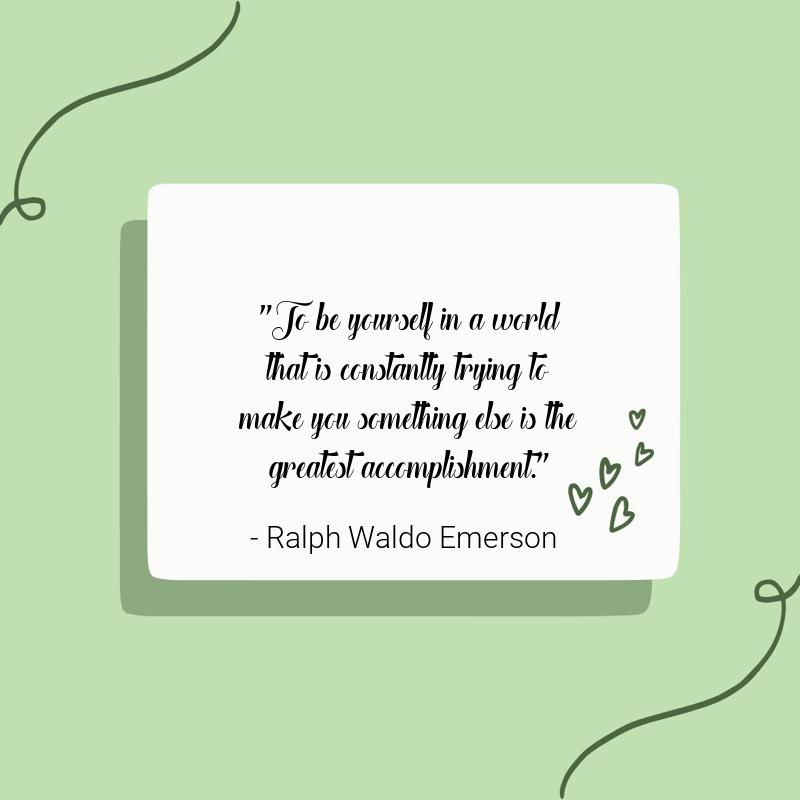 "To be yourself in a world
that is constantly trying to
make you something else is the
greatest accomplishment."
- Ralph Waldo Emerson